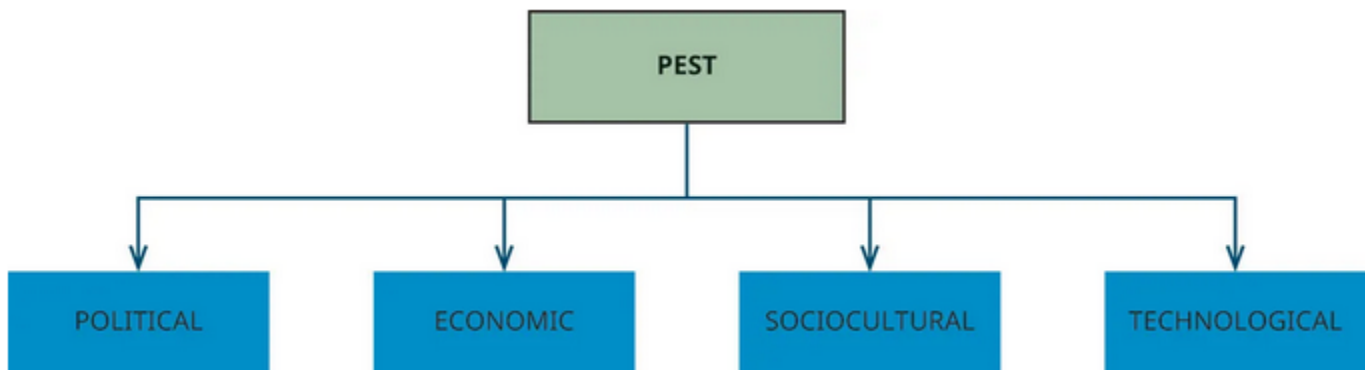 PEST
POLITICAL
ECONOMIC
SOCIOCULTURAL
TECHNOLOGICAL